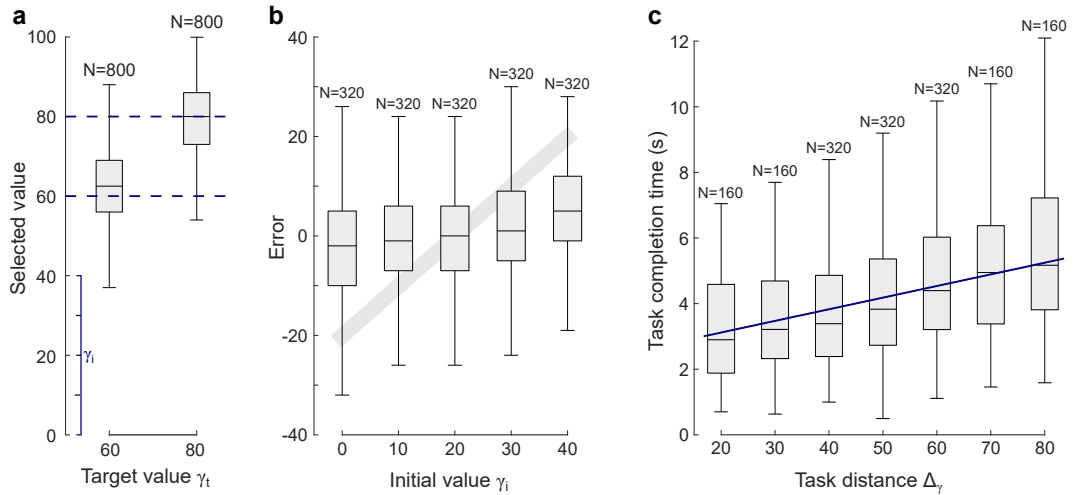 a
N=800
N=800
100
80
60
40
20
0
Selected value
γi
60
80
Target value γt
b
N=320
N=320
N=320
N=320
N=320
40
20
0
-20
-40
Error
0
10
20
30
40
Initial value γi
c
N=160
N=160
N=320
N=320
N=320
N=160
N=160
12
10
8
6
4
2
0
Task completion time (s)
20
30
40
50
60
70
80
Task distance Δγ